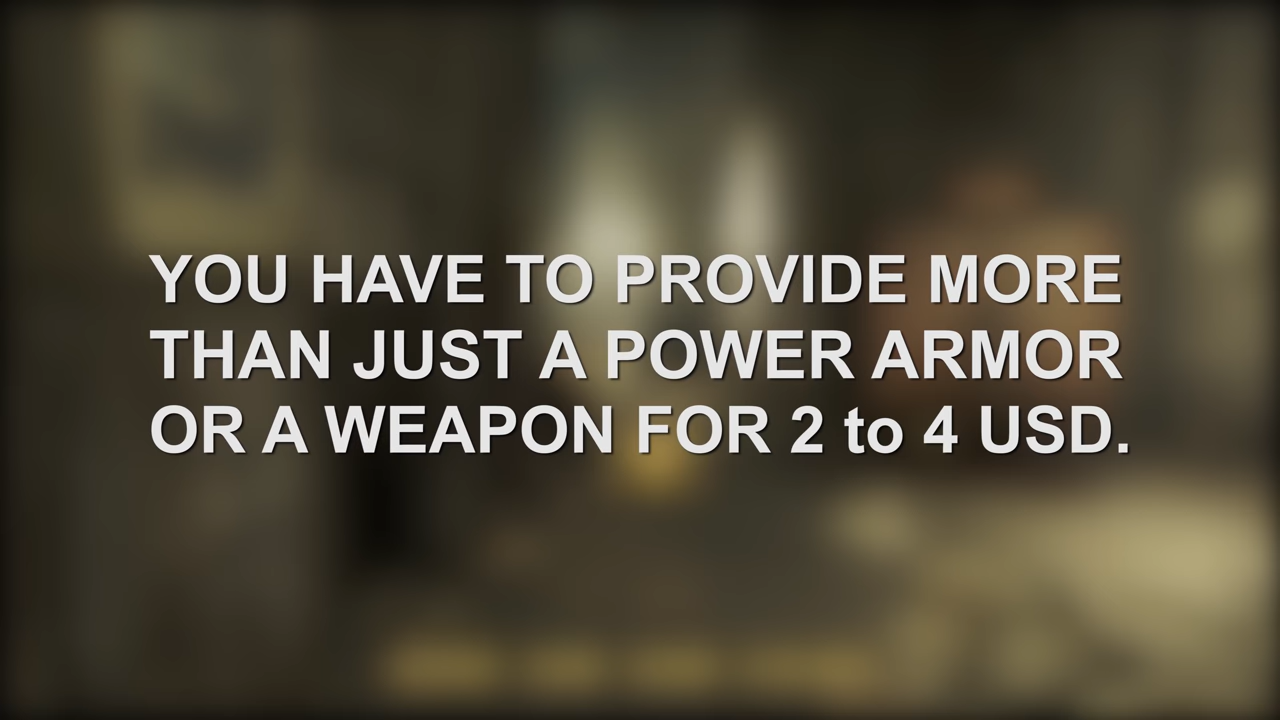 YOU HAVE TO PROVIDE MORE
THAN JUST A POWER ARMOR
OR A WEAPON FOR 2 to 4 USD.